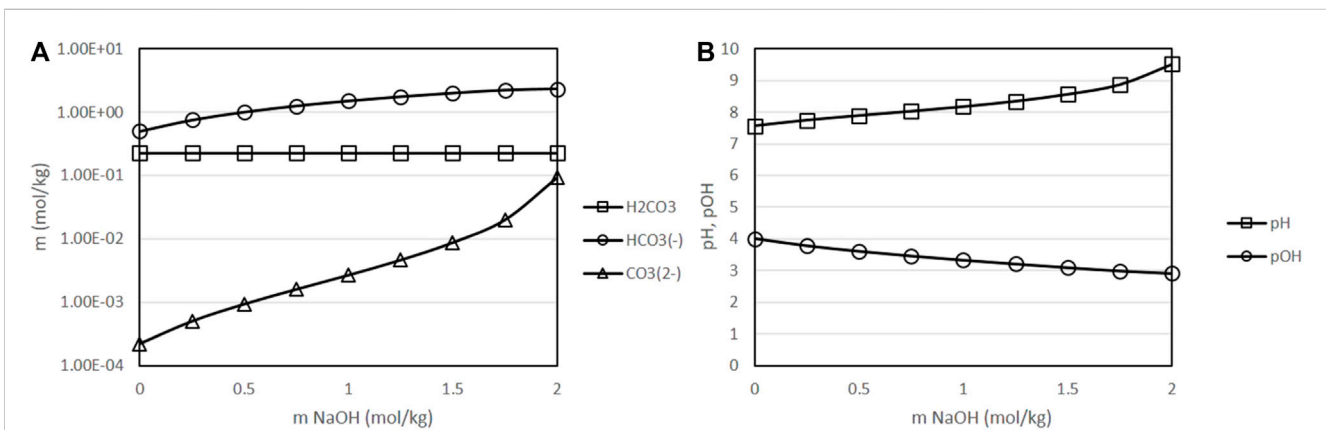 A
1.00E+01
1.00E+00
1.00E-01
1.00E-02
1.00E-03
1.00E-04
m (mol/kg)
0 0.5 1 1.5 2
m NaOH (mol/kg)
H2CO3
HCO3(-)
CO3(2-)
B
10
9
8
7
6
5
4
3
2
1
0
pH, pOH
0 0.5 1 1.5 2
m NaOH (mol/kg)
pH
pOH